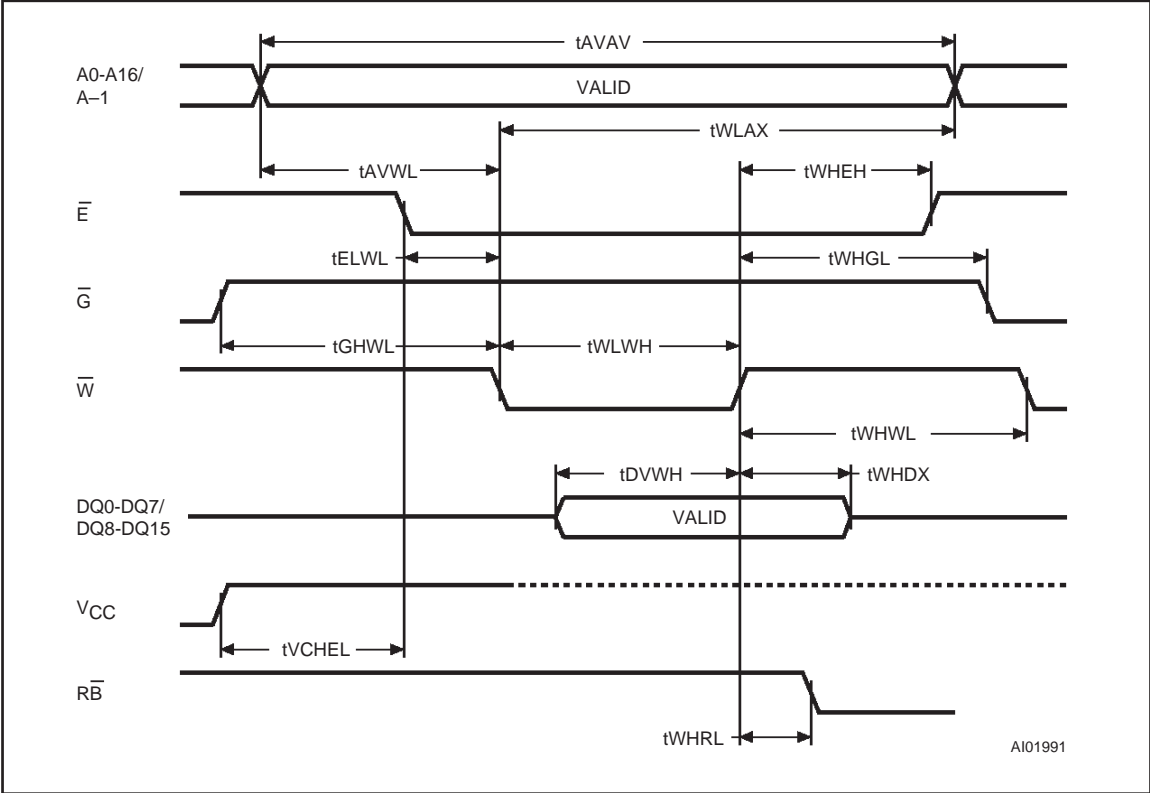 tAVAV
A0-A16/
A–1
VALID
tWLAX
tAVWL
tWHEH
E̅
tELWL
tWHGL
G̅
tGHWL
tWLWH
W̅
tWHWL
tDVWH
tWHDX
DQ0-DQ7/
DQ8-DQ15
VALID
VCC
tVCHEL
RB̅
tWHRL
AI01991